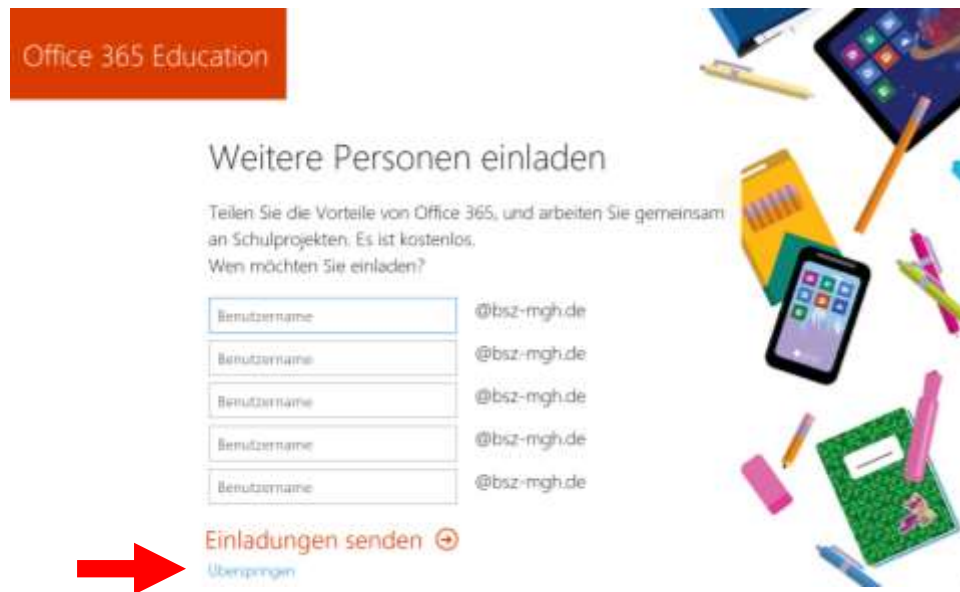 Office 365 Education
Weitere Personen einladen
Teilen Sie die Vorteile von Office 365, und arbeiten Sie gemeinsam
an Schulprojekten. Es ist kostenlos.
Wen möchten Sie einladen?
Benutzername @bsz-mgh.de
Benutzername @bsz-mgh.de
Benutzername @bsz-mgh.de
Benutzername @bsz-mgh.de
Benutzername @bsz-mgh.de
Einladungen senden
Überspringen